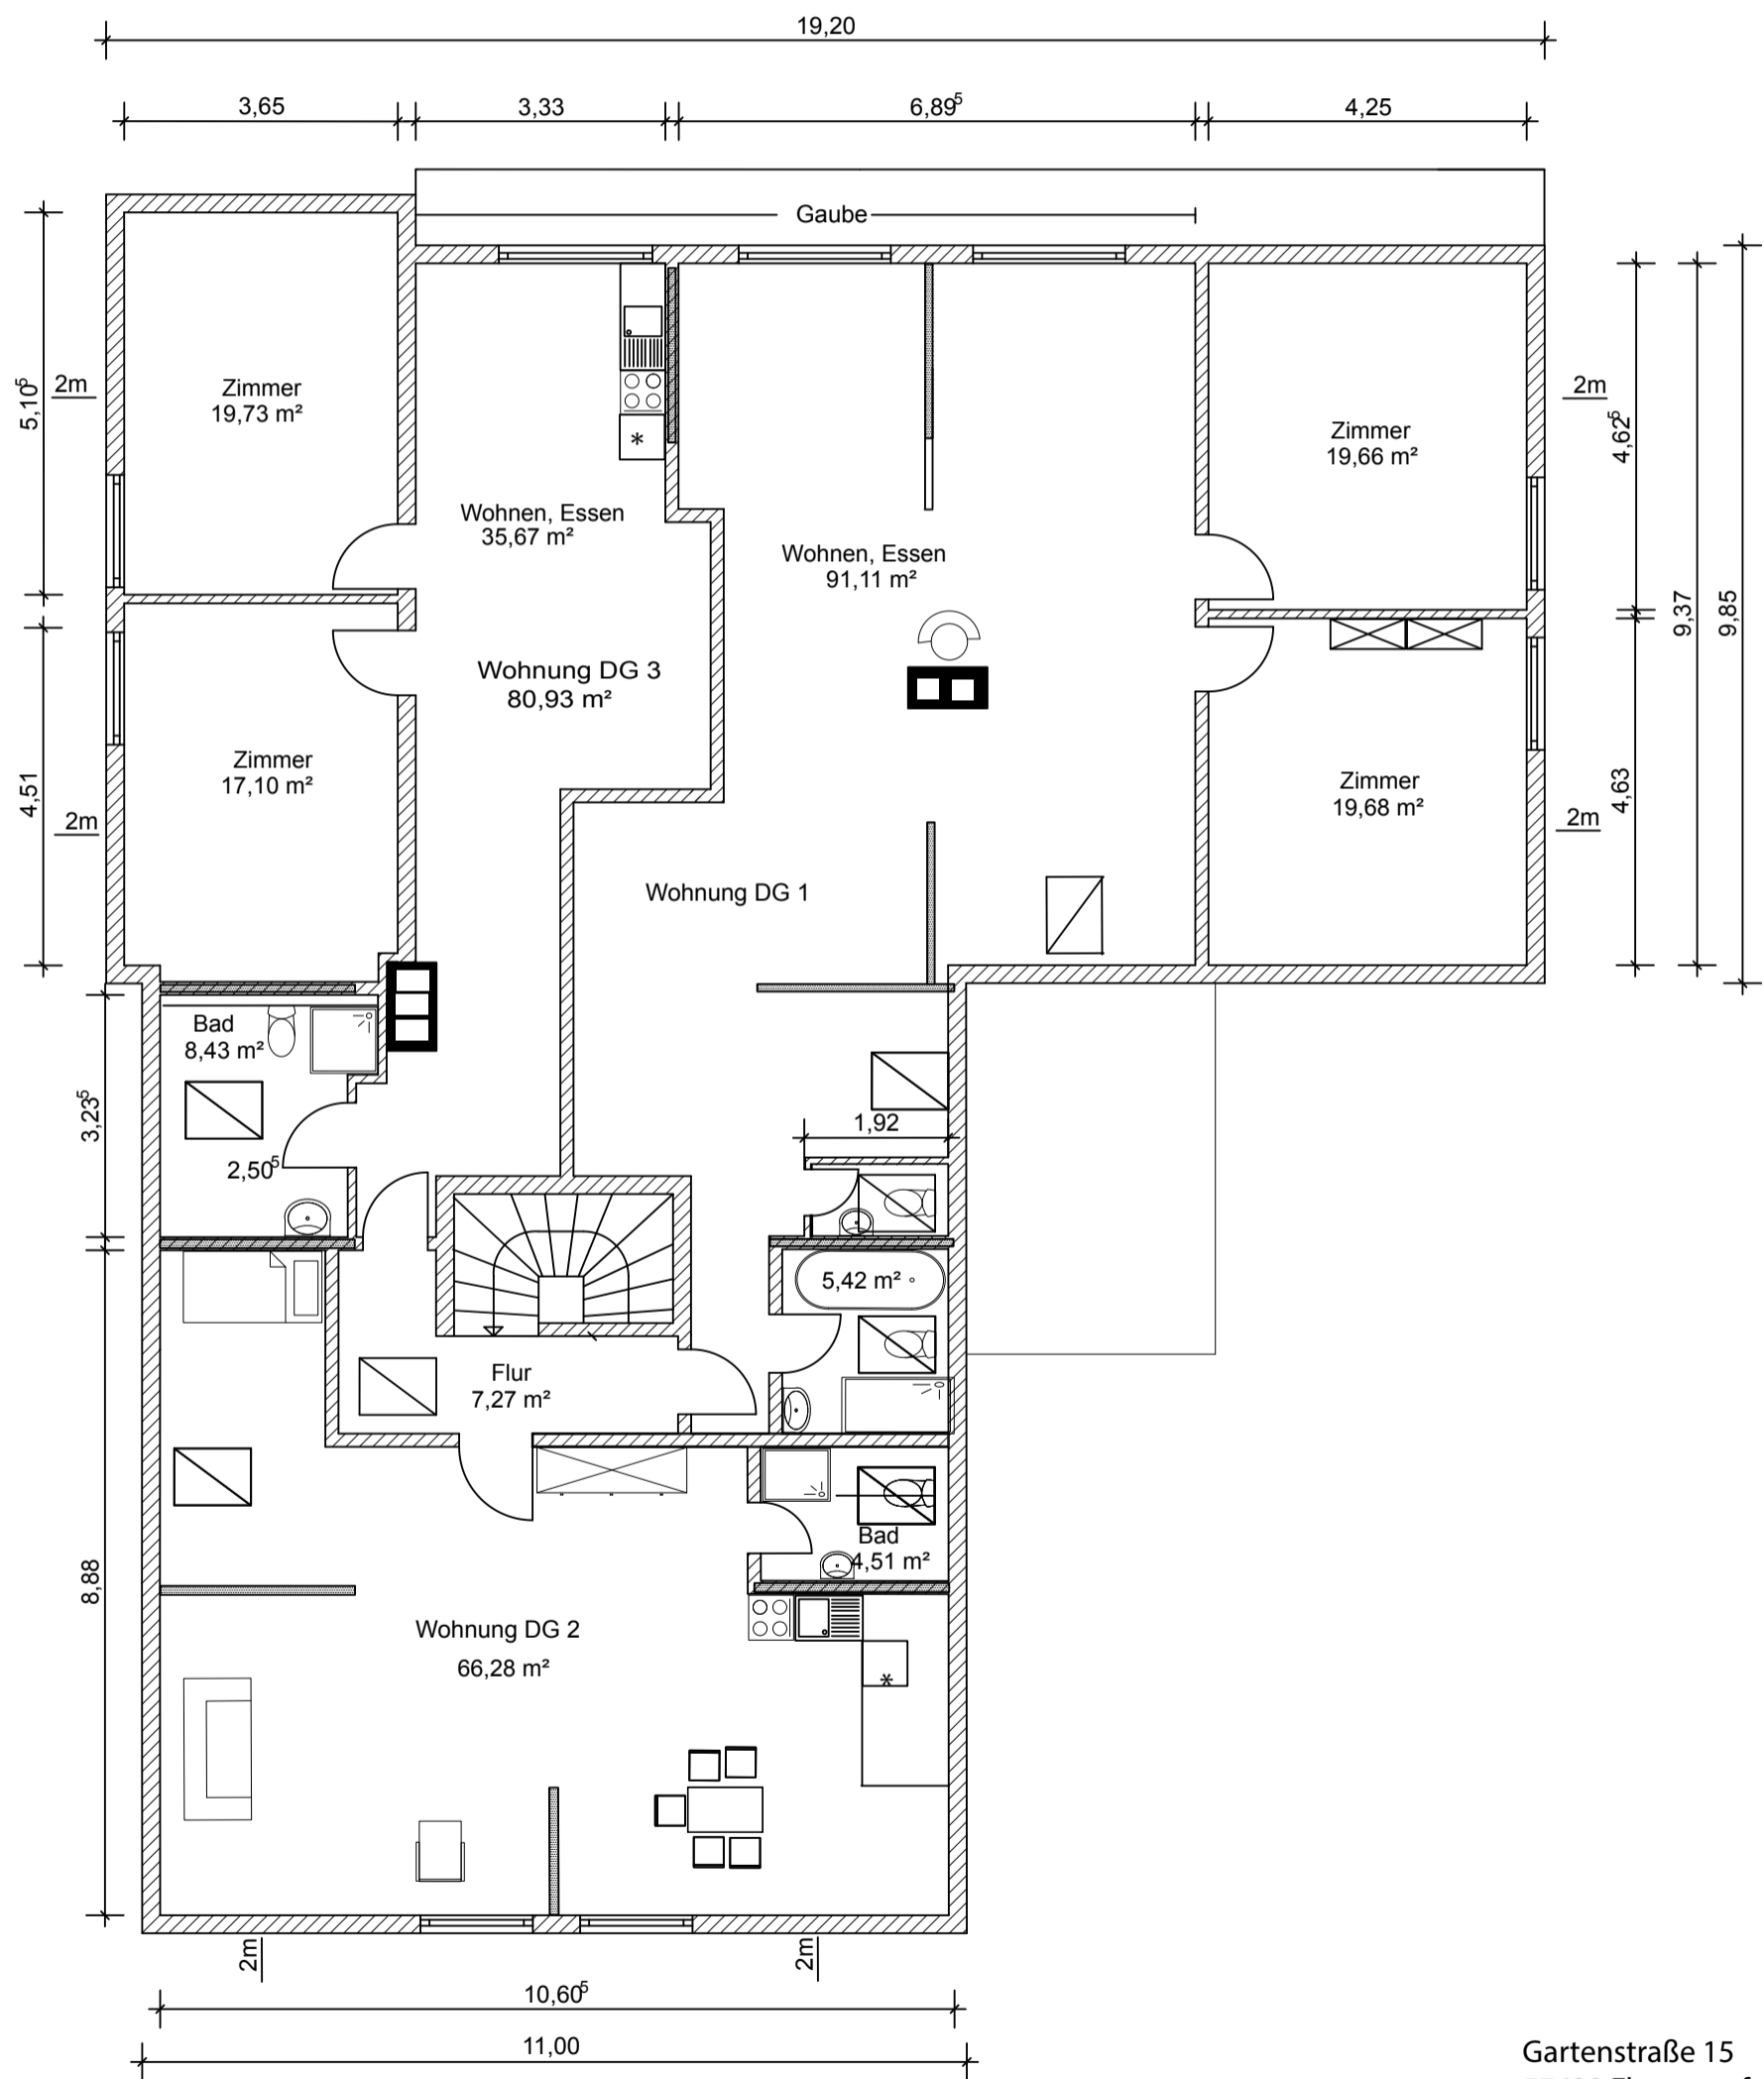 19,20
3,65
3,33
6,89⁵
4,25
Gaube
5,10⁵
2m
Zimmer
19,73 m²
2m
Zimmer
19,66 m²
4,62⁵
9,37
9,85
Wohnen, Essen
35,67 m²
Wohnen, Essen
91,11 m²
*
Wohnung DG 3
80,93 m²
4,51
2m
Zimmer
17,10 m²
Zimmer
19,68 m²
2m
4,63
Wohnung DG 1
Bad
8,43 m²
3,23⁵
2,50⁵
1,92
5,42 m²
Flur
7,27 m²
Bad
4,51 m²
8,88
Wohnung DG 2
66,28 m²
*
2m
2m
10,60⁵
11,00
Gartenstraße 15